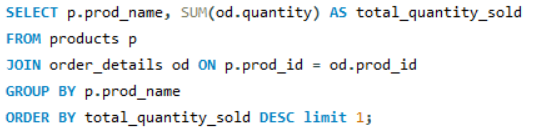 SELECT p.prod_name, SUM(od.quantity) AS total_quantity_sold
FROM products p
JOIN order_details od ON p.prod_id = od.prod_id
GROUP BY p.prod_name
ORDER BY total_quantity_sold DESC limit 1;